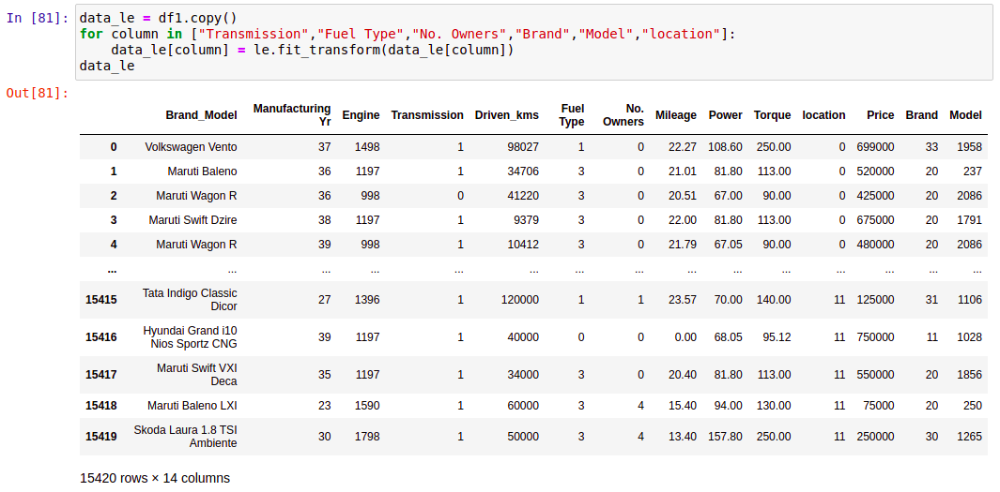 In [81]: data_le = df1.copy()
for column in ["Transmission","Fuel Type","No. Owners","Brand","Model","location"]:
    data_le[column] = le.fit_transform(data_le[column])
data_le
Out[81]:
Brand_Model Manufacturing Yr Engine Transmission Driven_kms Fuel Type No. Owners Mileage Power Torque location Price Brand Model
0 Volkswagen Vento 37 1498 1 98027 1 0 22.27 108.60 250.00 0 699000 33 1958
1 Maruti Baleno 36 1197 1 34706 3 0 21.01 81.80 113.00 0 520000 20 237
2 Maruti Wagon R 36 998 0 41220 3 0 20.51 67.00 90.00 0 425000 20 2086
3 Maruti Swift Dzire 38 1197 1 9379 3 0 22.00 81.80 113.00 0 675000 20 1791
4 Maruti Wagon R 39 998 1 10412 3 0 21.79 67.05 90.00 0 480000 20 2086
... ... ... ... ... ... ... ... ... ... ... ... ... ... ...
15415 Tata Indigo Classic Dicor 27 1396 1 120000 1 1 23.57 70.00 140.00 11 125000 31 1106
15416 Hyundai Grand i10 Nios Sportz CNG 39 1197 1 40000 0 0 0.00 68.05 95.12 11 750000 11 1028
15417 Maruti Swift VXI Deca 35 1197 1 34000 3 0 20.40 81.80 113.00 11 550000 20 1856
15418 Maruti Baleno LXI 23 1590 1 60000 3 4 15.40 94.00 130.00 11 75000 20 250
15419 Skoda Laura 1.8 TSI Ambiente 30 1798 1 50000 3 4 13.40 157.80 250.00 11 250000 30 1265
15420 rows × 14 columns